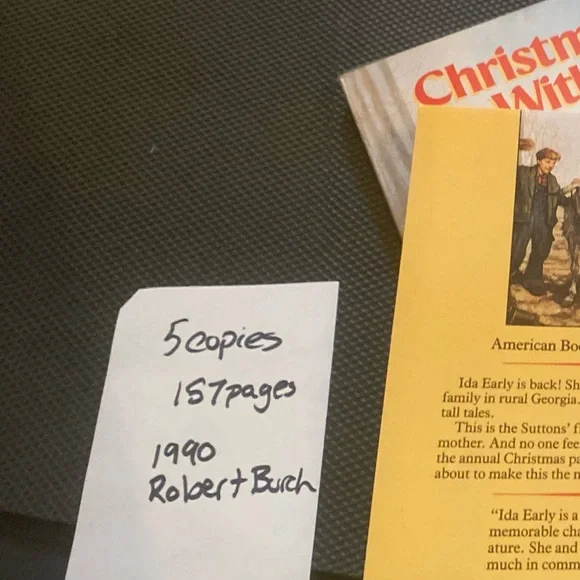 Christm
With
American Boo
Ida Early is back! Sh
family in rural Georgia.
tall tales.
This is the Suttons' f
mother. And no one fee
the annual Christmas pa
about to make this the m
"Ida Early is a
memorable cha
ature. She and
much in comm
5 copies
157 pages
1990
Robert Burch